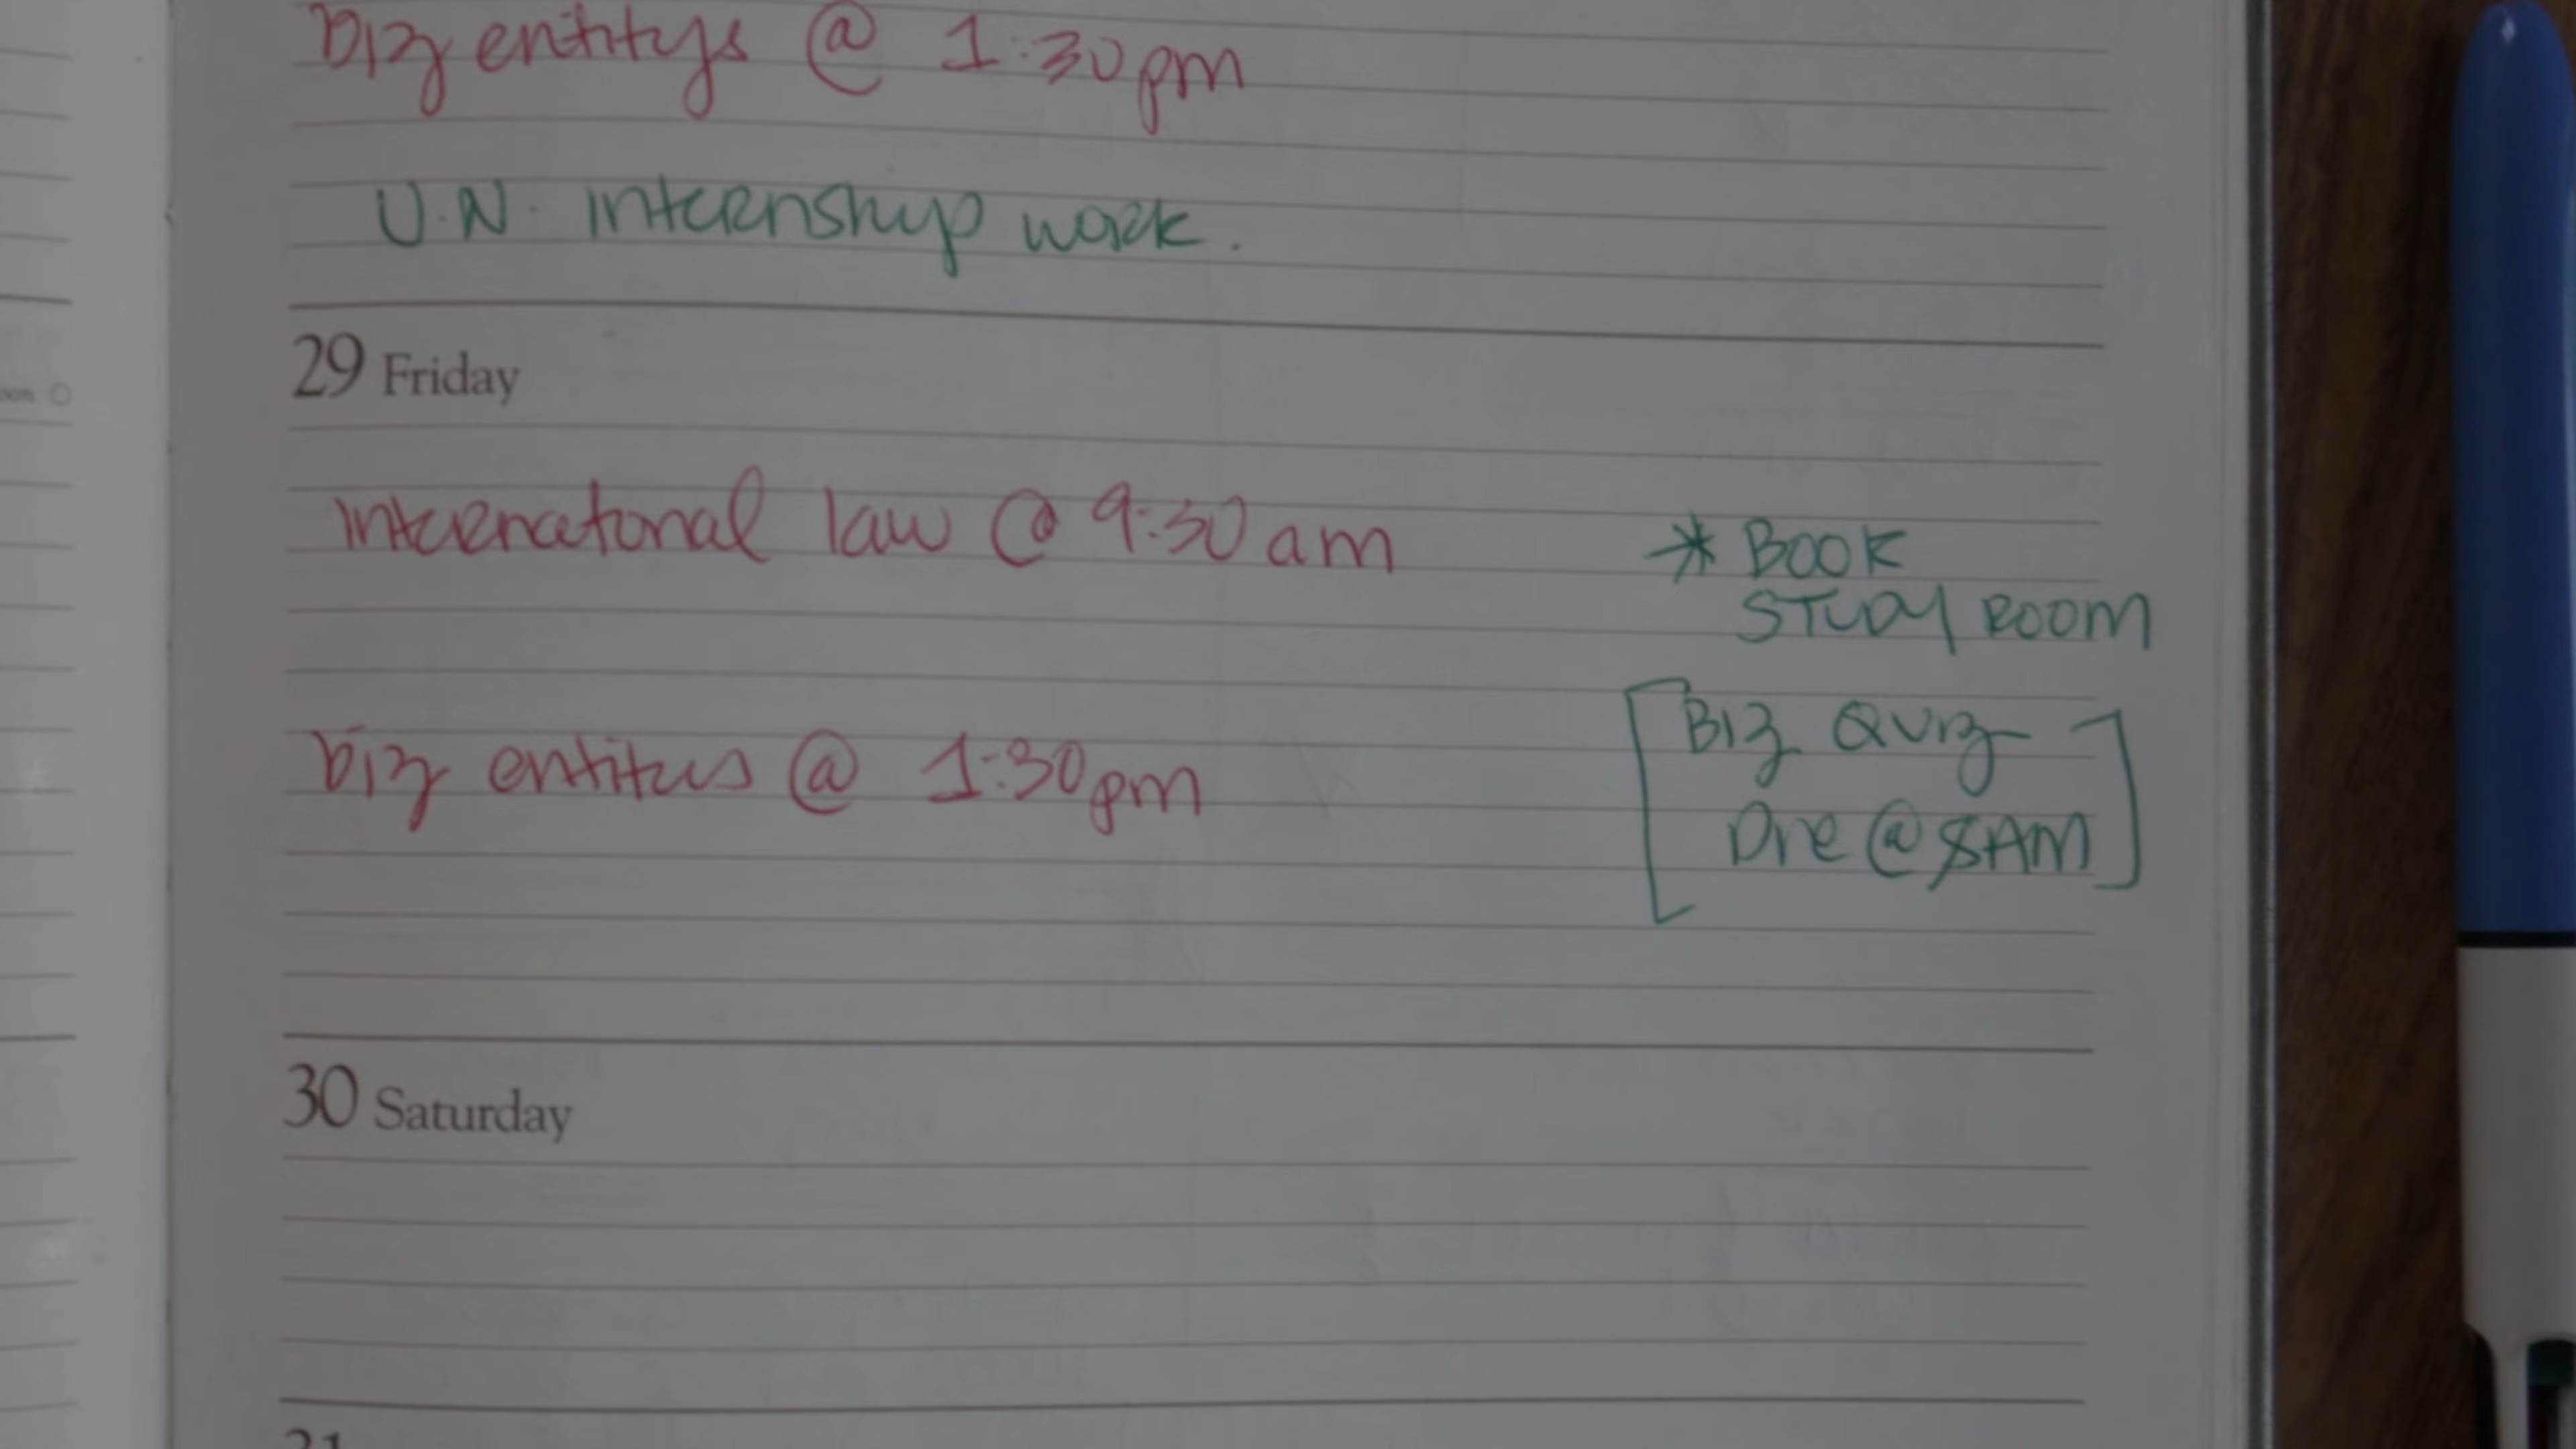 biz entitys @ 1:30pm
U.N. internship work.
29 Friday
international law @ 9:30 am
* BOOK
STUDY ROOM
biz entities @ 1:30pm
BIZ QUIZ
Due @ 8AM
30 Saturday
31